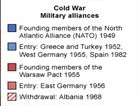 Cold War
Military alliances
Founding members of the North
Atlantic Council (NATO) 1949
Entry: Greece and Turkey 1952,
West Germany 1955, Spain 1982
Founding members of the
Warsaw Pact 1955
Entry: East Germany 1956
Withdrawal: Albania 1968